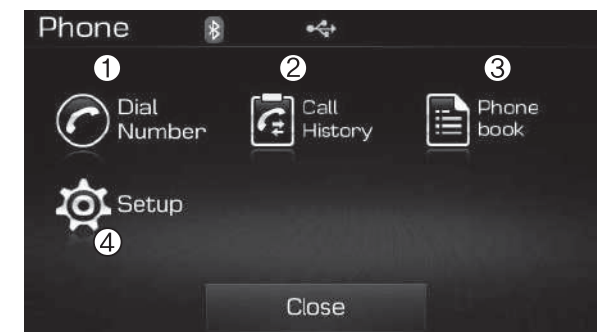 Phone
1 2 3
Dial
Number
Call
History
Phone
book
Setup
4
Close